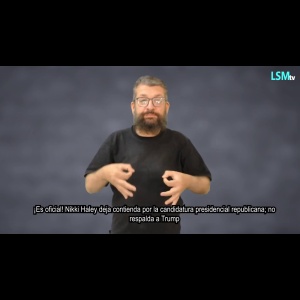 LSMtv
¡Es oficial! Nikki Haley deja contienda por la candidatura presidencial republicana; no
respalda a Trump